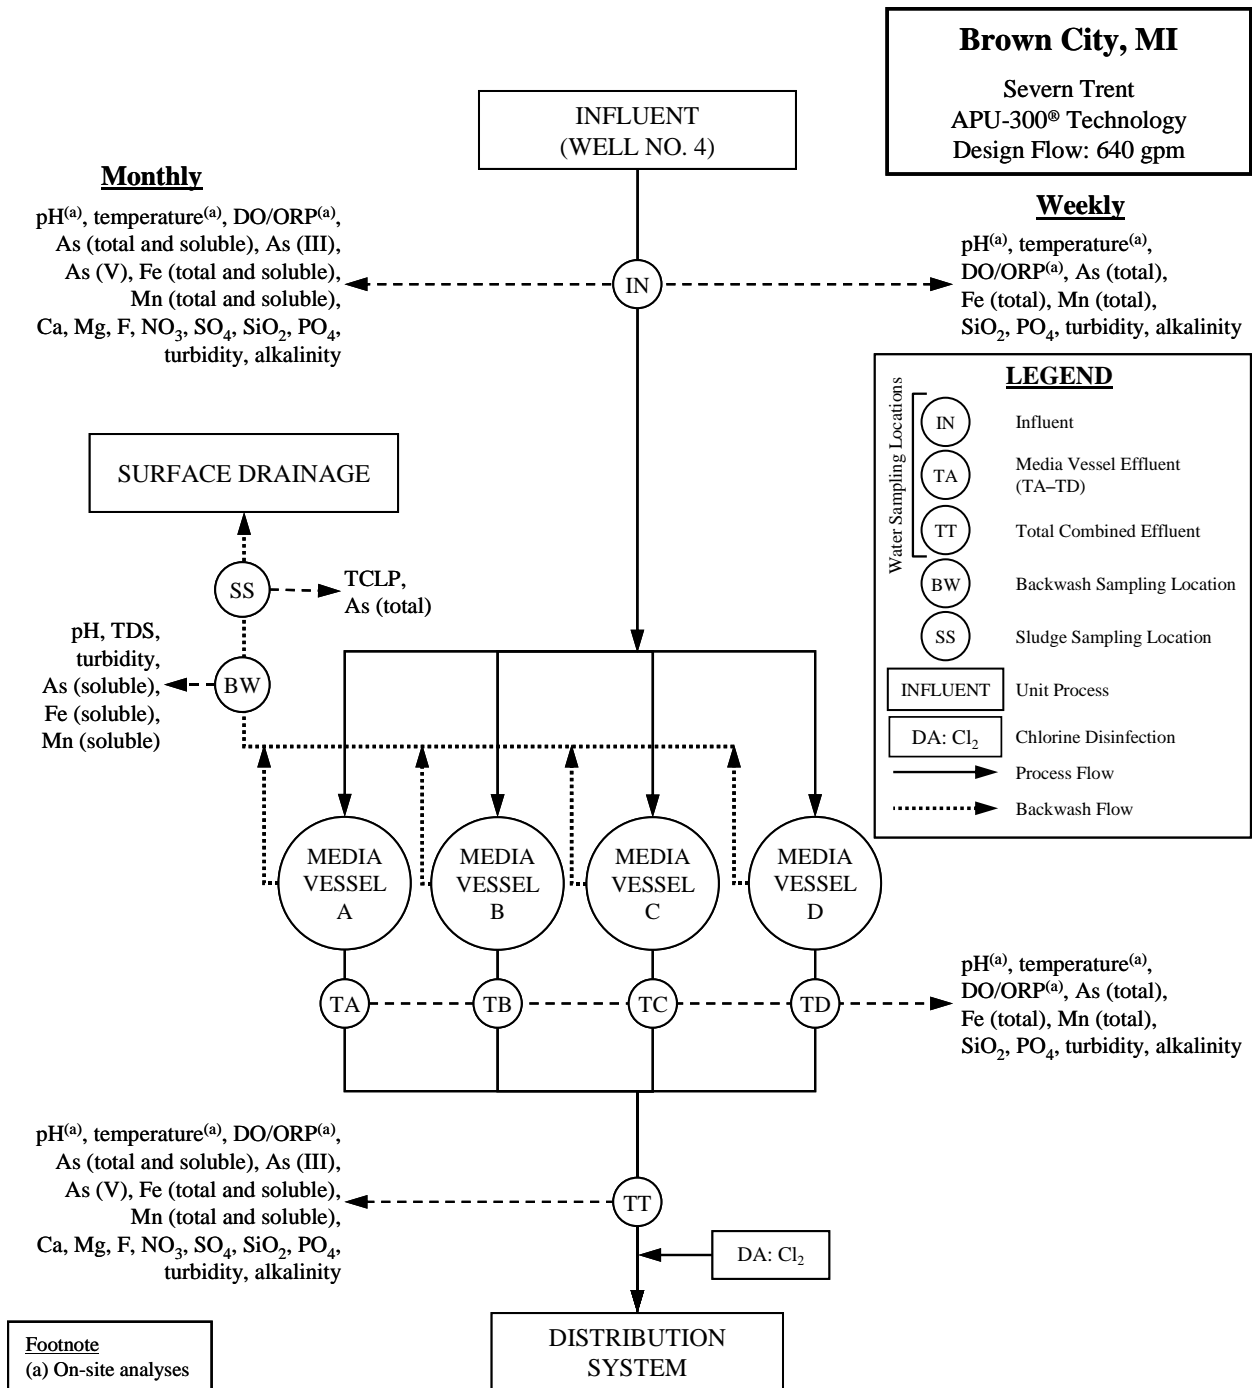 Brown City, MI
Severn Trent
APU-300® Technology
Design Flow: 640 gpm
INFLUENT
(WELL NO. 4)
Monthly
pH(a), temperature(a), DO/ORP(a),
As (total and soluble), As (III),
As (V), Fe (total and soluble),
Mn (total and soluble),
Ca, Mg, F, NO3, SO4, SiO2, PO4,
turbidity, alkalinity
IN
Weekly
pH(a), temperature(a),
DO/ORP(a), As (total),
Fe (total), Mn (total),
SiO2, PO4, turbidity, alkalinity
LEGEND
Water Sampling Locations
IN Influent
TA Media Vessel Effluent
(TA–TD)
TT Total Combined Effluent
BW Backwash Sampling Location
SS Sludge Sampling Location
INFLUENT Unit Process
DA: Cl2 Chlorine Disinfection
Process Flow
Backwash Flow
SURFACE DRAINAGE
SS
TCLP,
As (total)
pH, TDS,
turbidity,
As (soluble),
Fe (soluble),
Mn (soluble)
BW
MEDIA
VESSEL
A
MEDIA
VESSEL
B
MEDIA
VESSEL
C
MEDIA
VESSEL
D
TA
TB
TC
TD
pH(a), temperature(a),
DO/ORP(a), As (total),
Fe (total), Mn (total),
SiO2, PO4, turbidity, alkalinity
pH(a), temperature(a), DO/ORP(a),
As (total and soluble), As (III),
As (V), Fe (total and soluble),
Mn (total and soluble),
Ca, Mg, F, NO3, SO4, SiO2, PO4,
turbidity, alkalinity
TT
DA: Cl2
DISTRIBUTION
SYSTEM
Footnote
(a) On-site analyses